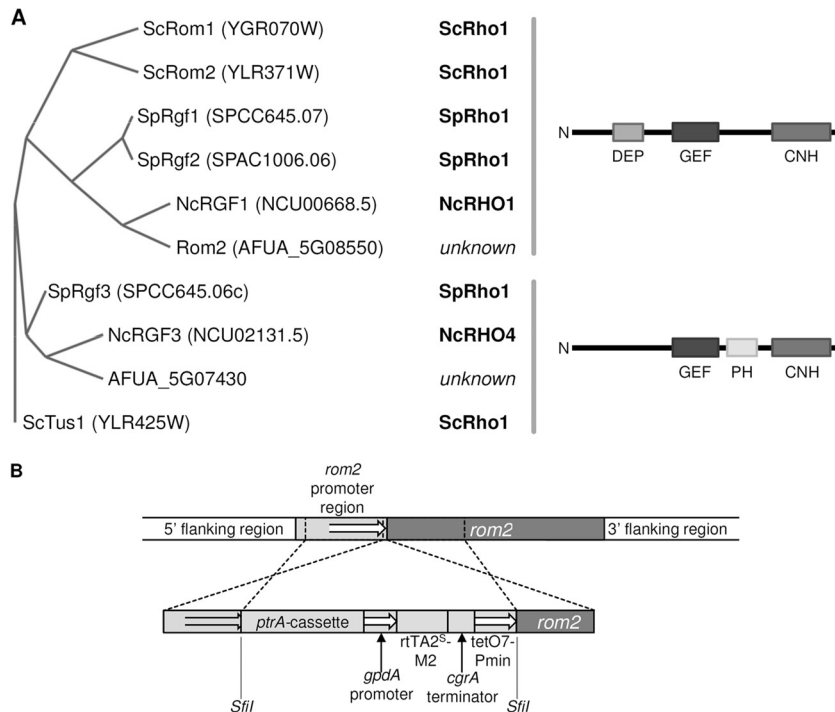 A
ScRom1 (YGR070W) ScRho1
ScRom2 (YLR371W) ScRho1
SpRgf1 (SPCC645.07) SpRho1
SpRgf2 (SPAC1006.06) SpRho1
NcRGF1 (NCU00668.5) NcRHO1
Rom2 (AFUA_5G08550) unknown
N
DEP GEF CNH
SpRgf3 (SPCC645.06c) SpRho1
NcRGF3 (NCU02131.5) NcRHO4
AFUA_5G07430 unknown
ScTus1 (YLR425W) ScRho1
N
GEF PH CNH
B
rom2
promoter
region
5' flanking region rom2 3' flanking region
ptrA-cassette rom2
rtTA2S-
M2
tetO7-
Pmin
gpdA
promoter
cgrA
terminator
SfiI SfiI